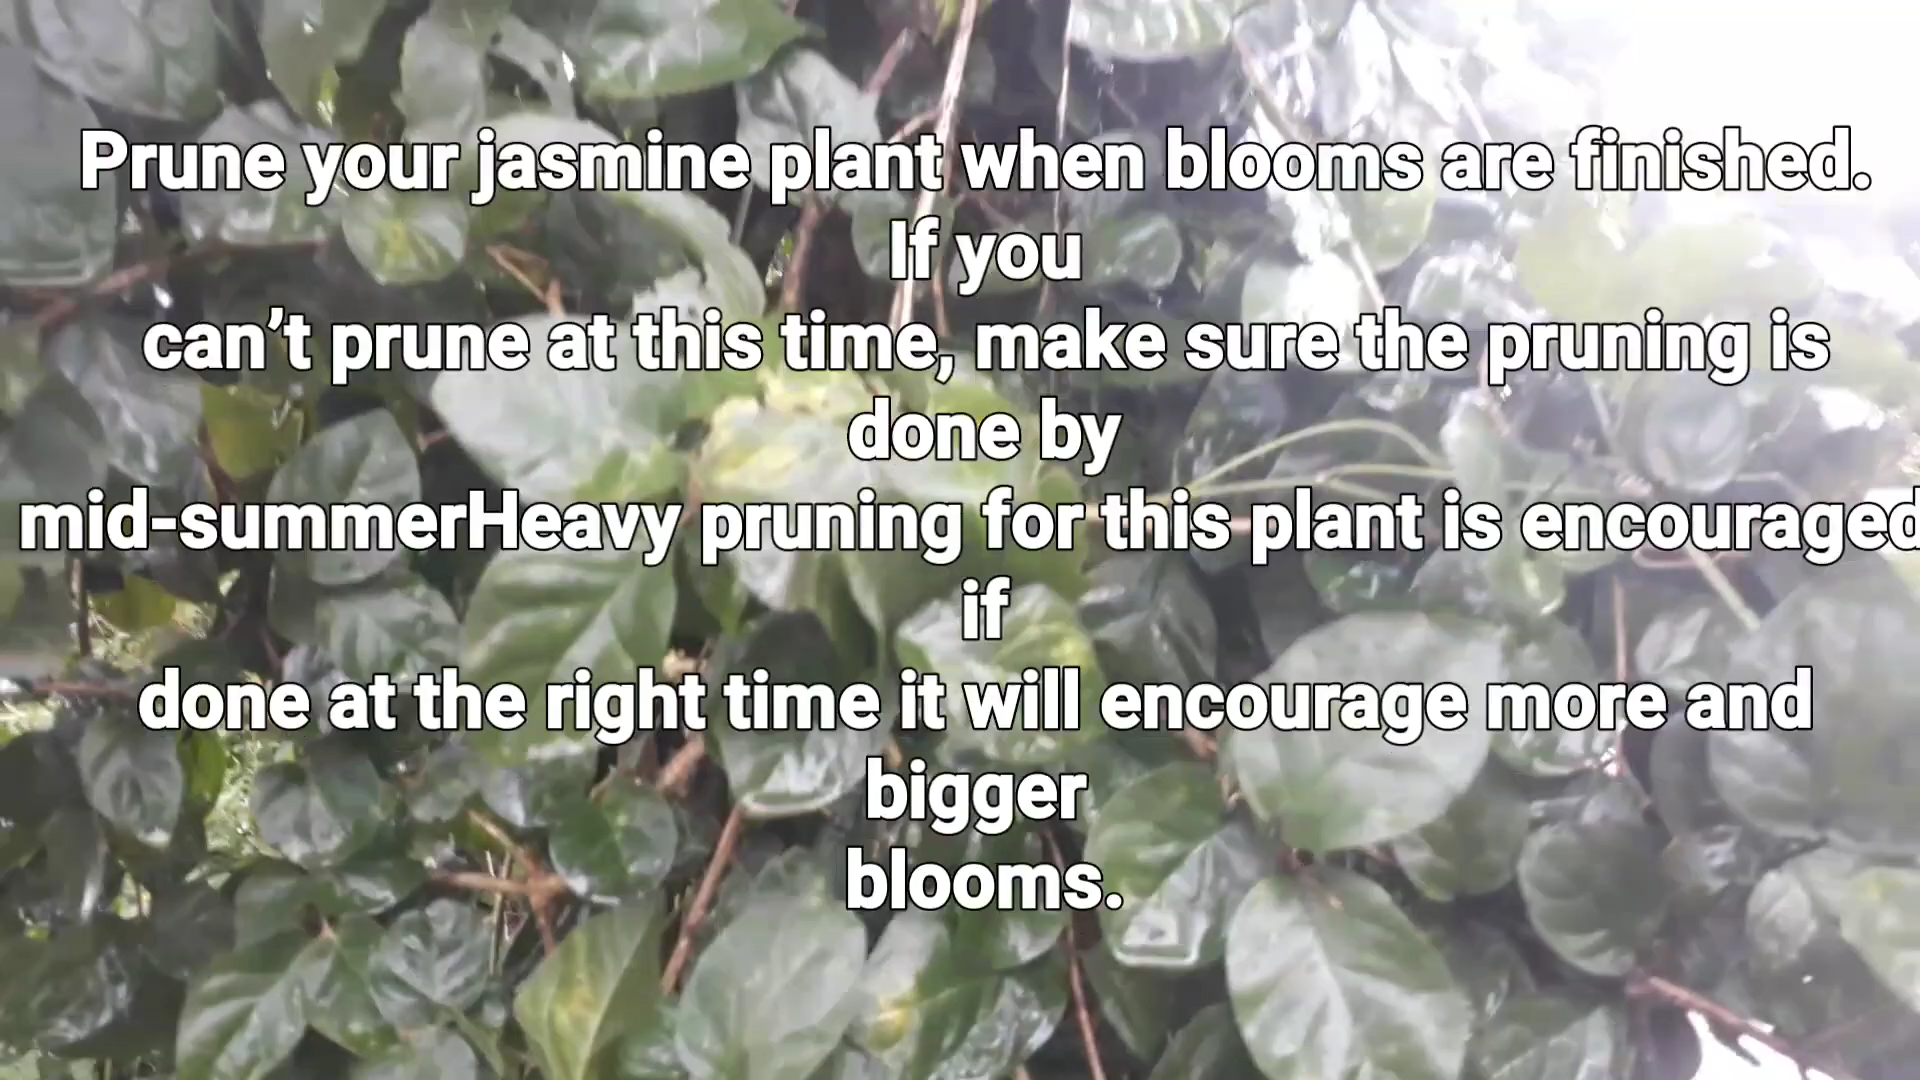 Prune your jasmine plant when blooms are finished.
If you
can’t prune at this time, make sure the pruning is
done by
mid-summerHeavy pruning for this plant is encouraged
if
done at the right time it will encourage more and
bigger
blooms.